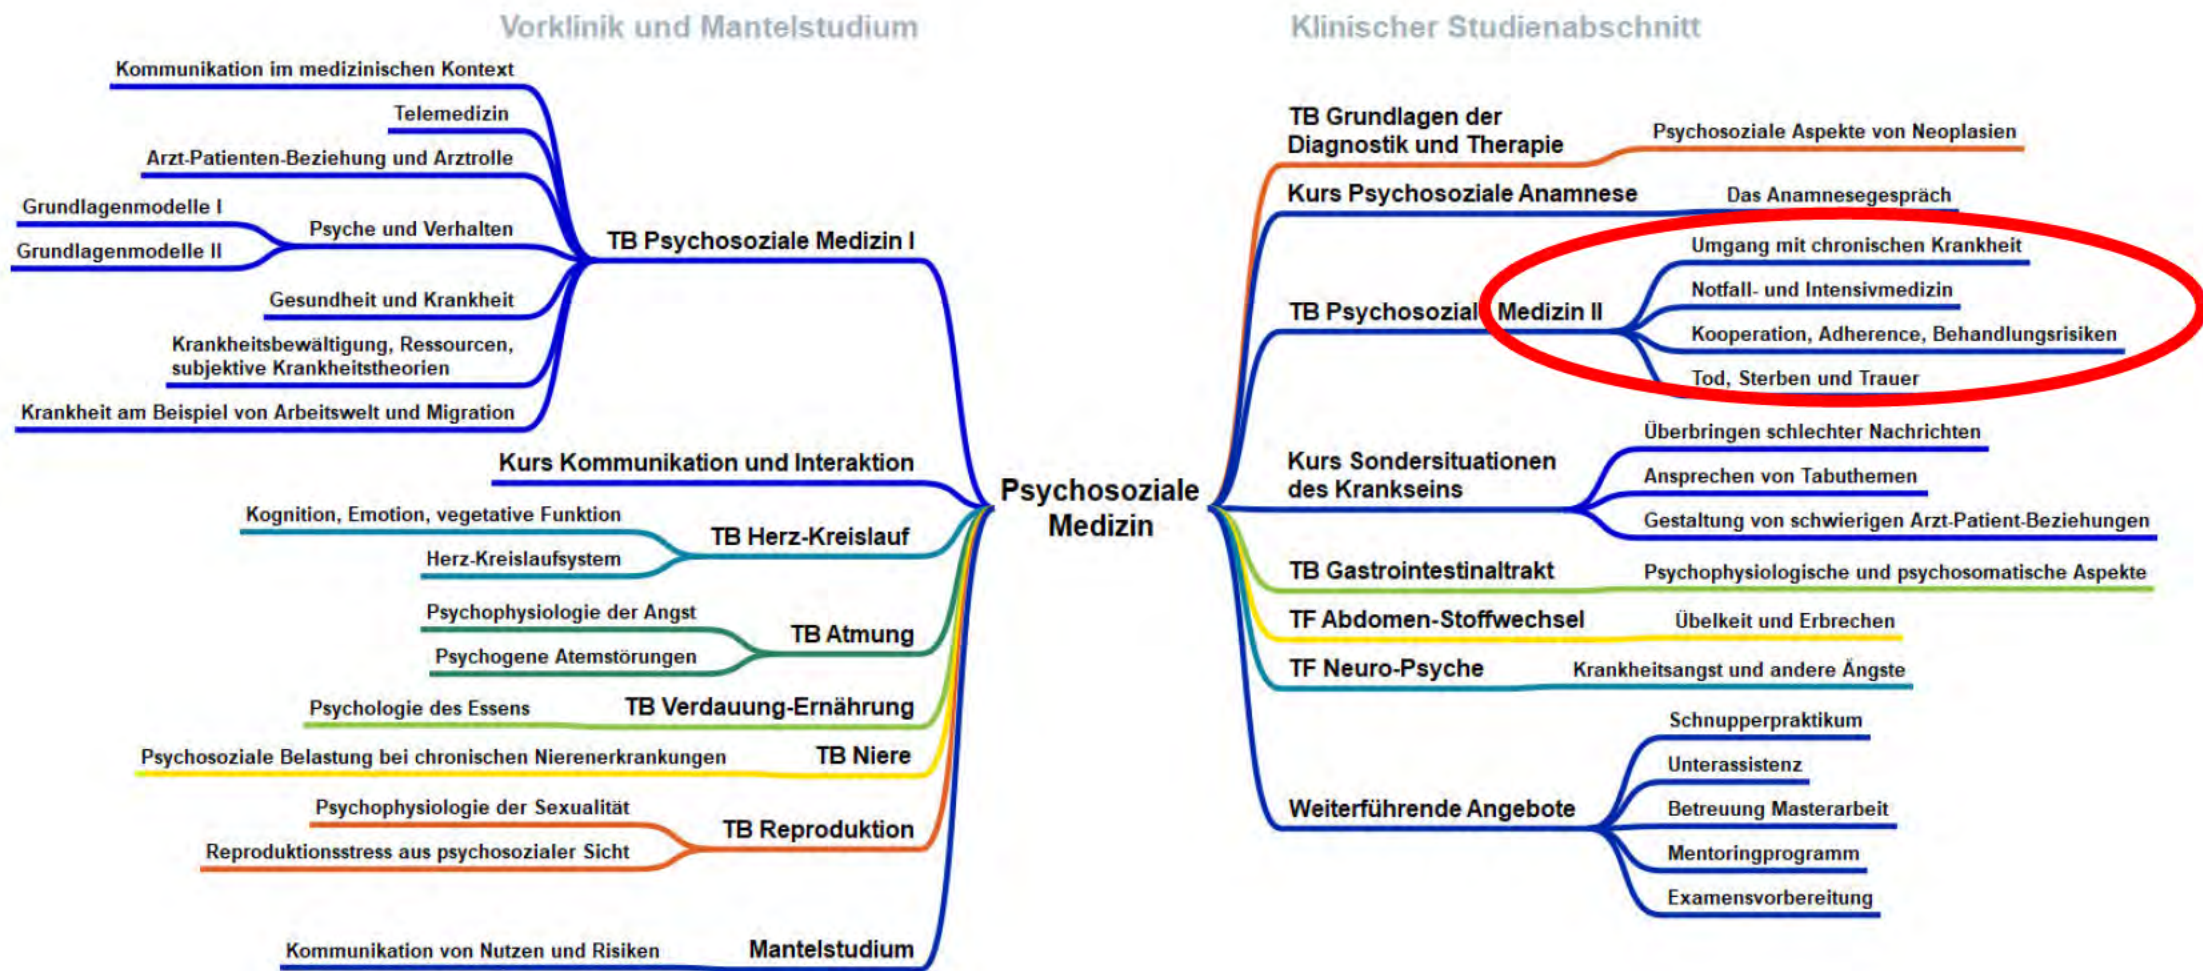 Vorklinik und Mantelstudium
Kommunikation im medizinischen Kontext
Telemedizin
Arzt-Patienten-Beziehung und Arztrolle
Grundlagenmodelle I
Grundlagenmodelle II
Psyche und Verhalten
Gesundheit und Krankheit
Krankheitsbewältigung, Ressourcen,
subjektive Krankheitstheorien
Krankheit am Beispiel von Arbeitswelt und Migration
TB Psychosoziale Medizin I
Kurs Kommunikation und Interaktion
Kognition, Emotion, vegetative Funktion
Herz-Kreislaufsystem
TB Herz-Kreislauf
Psychophysiologie der Angst
Psychogene Atemstörungen
TB Atmung
Psychologie des Essens
TB Verdauung-Ernährung
Psychosoziale Belastung bei chronischen Nierenerkrankungen
TB Niere
Psychophysiologie der Sexualität
Reproduktionsstress aus psychosozialer Sicht
TB Reproduktion
Kommunikation von Nutzen und Risiken
Mantelstudium
Psychosoziale
Medizin
Klinischer Studienabschnitt
TB Grundlagen der
Diagnostik und Therapie
Psychosoziale Aspekte von Neoplasien
Kurs Psychosoziale Anamnese
Das Anamnesegespräch
TB Psychosoziale Medizin II
Umgang mit chronischen Krankheit
Notfall- und Intensivmedizin
Kooperation, Adherence, Behandlungsrisiken
Tod, Sterben und Trauer
Kurs Sondersituationen
des Krankseins
Überbringen schlechter Nachrichten
Ansprechen von Tabuthemen
Gestaltung von schwierigen Arzt-Patient-Beziehungen
TB Gastrointestinaltrakt
Psychophysiologische und psychosomatische Aspekte
TF Abdomen-Stoffwechsel
Übelkeit und Erbrechen
TF Neuro-Psyche
Krankheitsangst und andere Ängste
Weiterführende Angebote
Schnupperpraktikum
Unterassistenz
Betreuung Masterarbeit
Mentoringprogramm
Examensvorbereitung